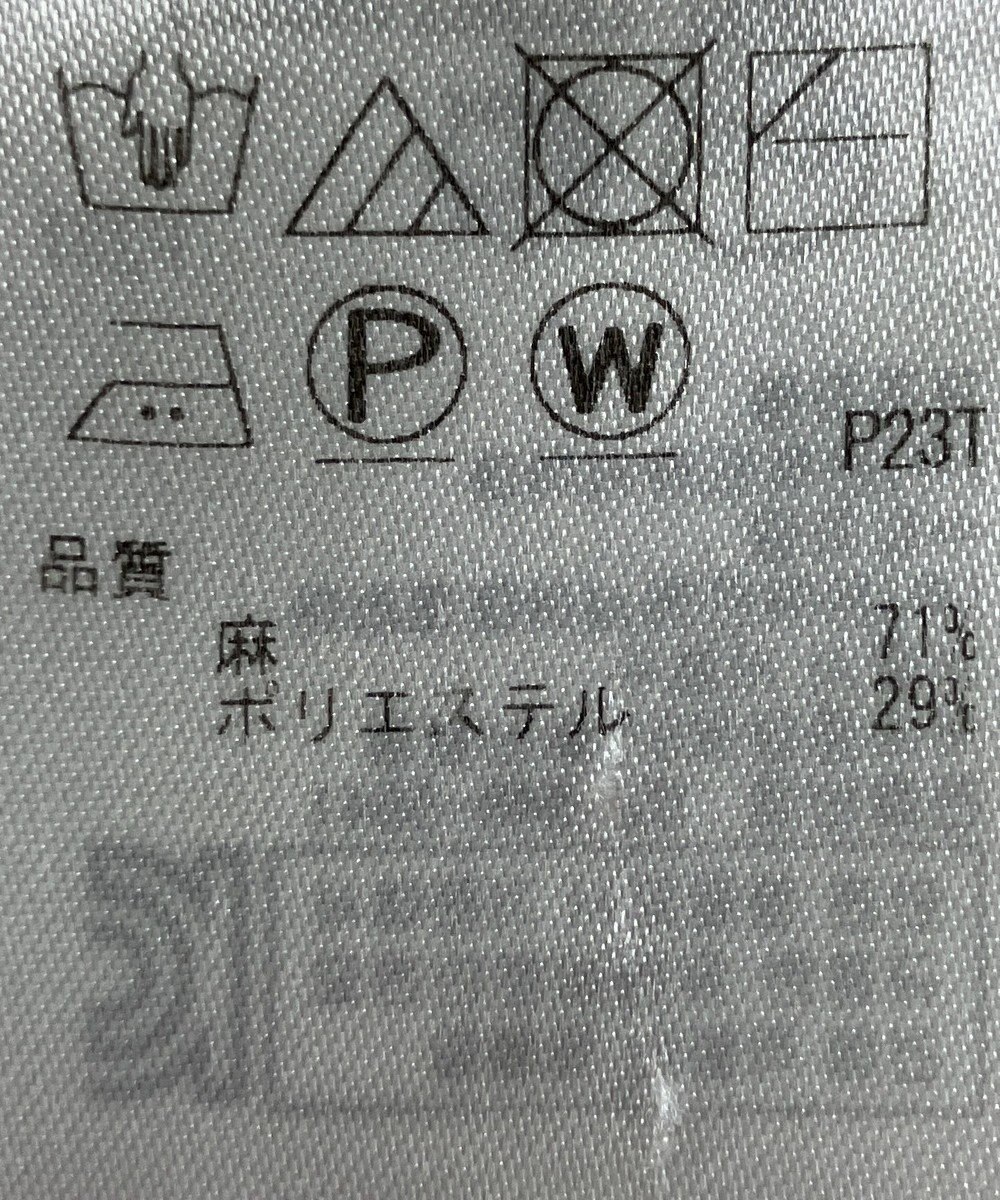 P W
P23T
品質
麻 71%
ポリエステル 29%